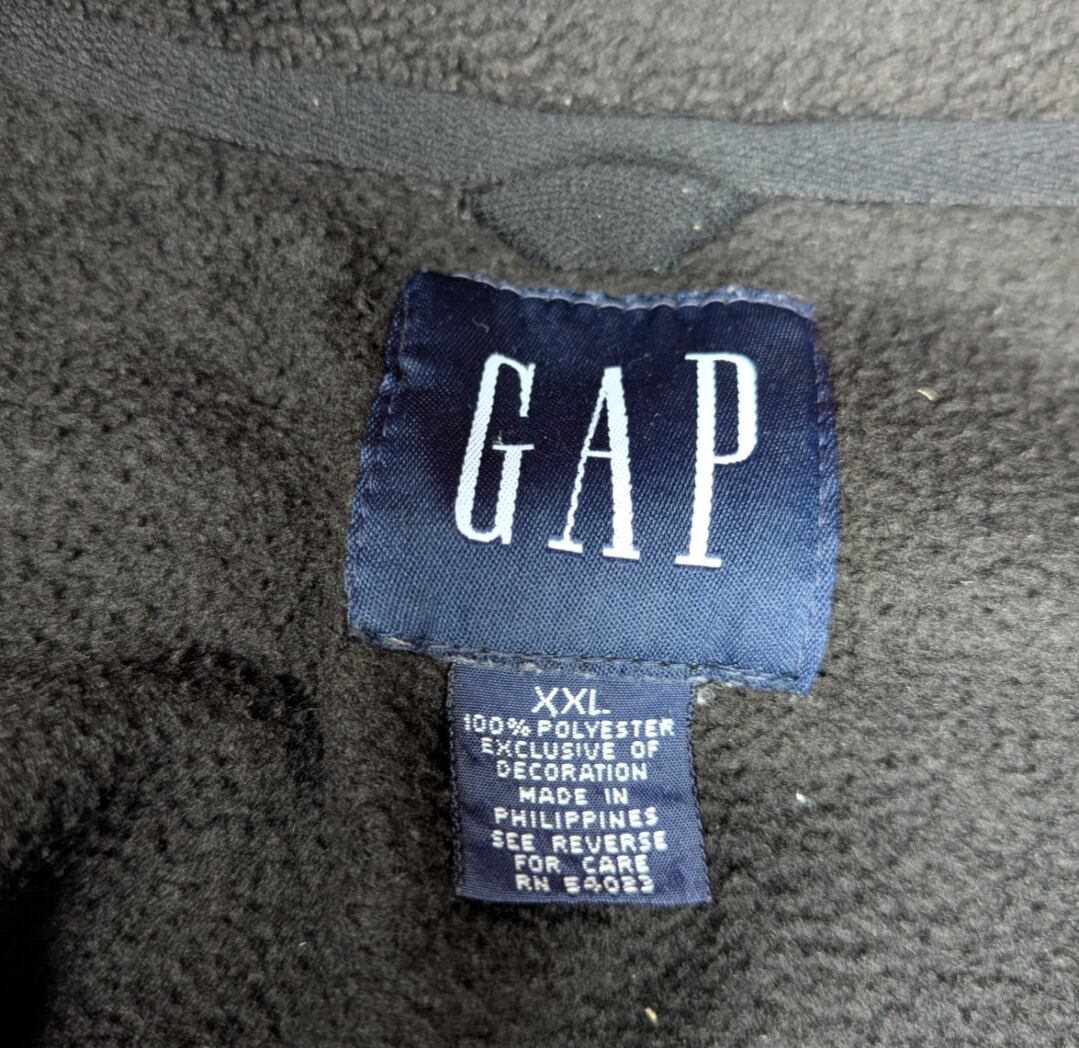 GAP
XXL
100% POLYESTER
EXCLUSIVE OF
DECORATION
MADE IN
PHILIPPINES
SEE REVERSE
FOR CARE
RN 54023